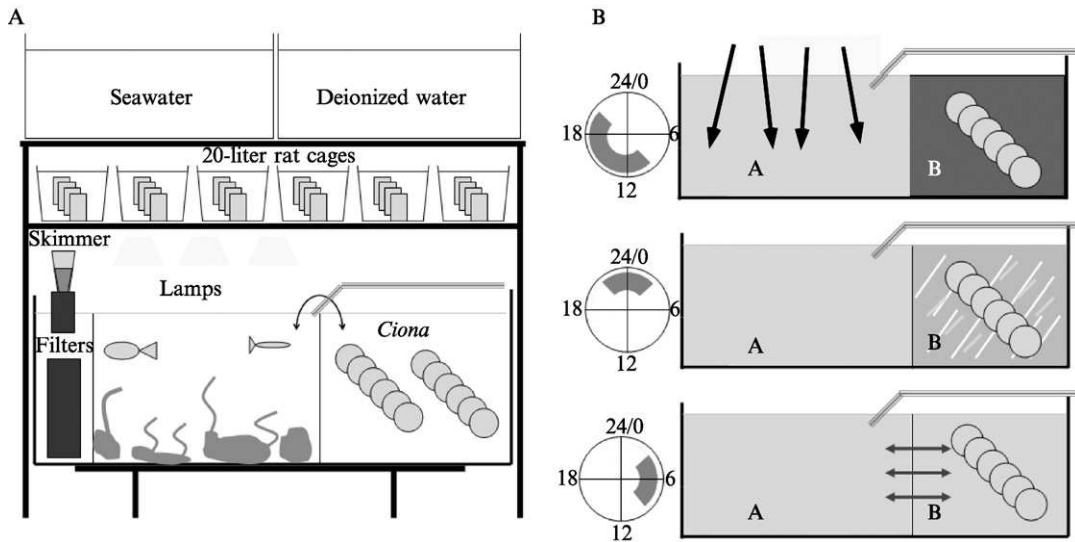 A
Seawater
Deionized water
20-liter rat cages
Skimmer
Lamps
Filters
Ciona
B
24/0
18
6
12
A
B
24/0
18
6
12
A
B
24/0
18
6
12
A
B